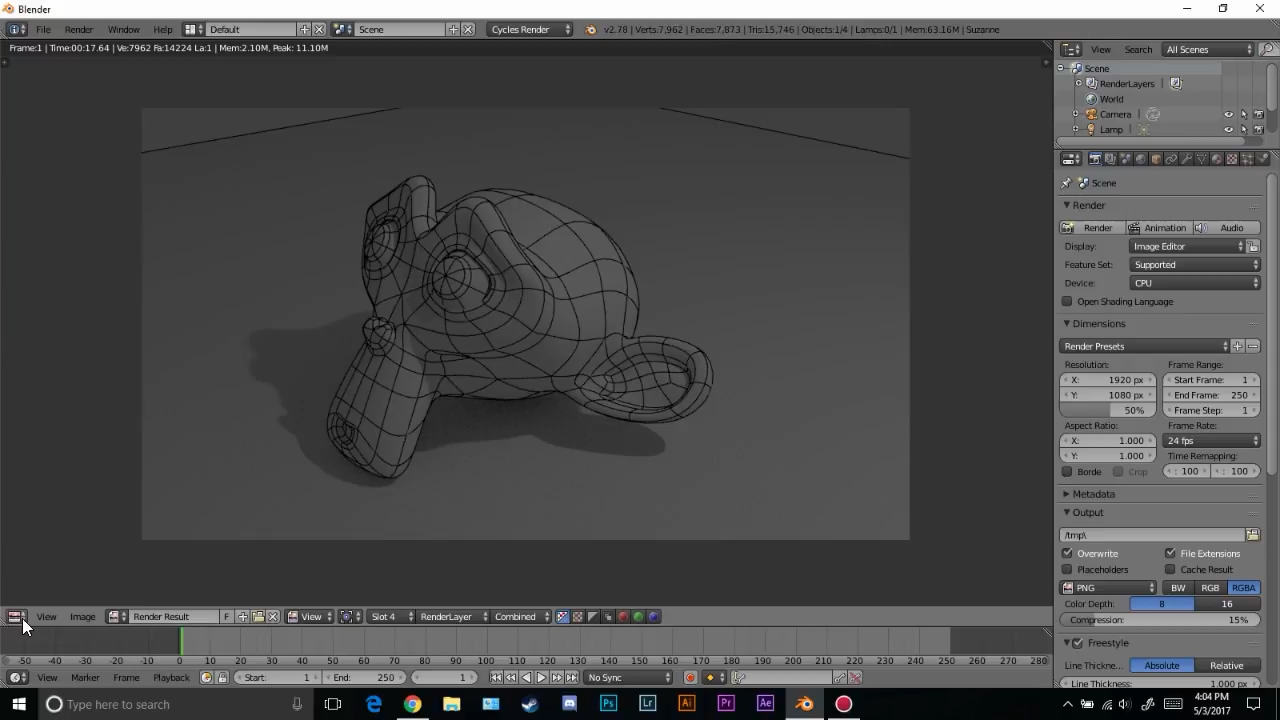 Blender
File Render Window Help Default Scene Cycles Render v2.78 | Verts:7,962 | Faces:7,873 | Tris:15,746 | Objects:1/4 | Lamps:0/1 | Mem:63.16M | Suzanne
Frame:1 | Time:00:17.64 | Ve:7962 Fa:14224 La:1 | Mem:2.10M, Peak: 11.10M
View Search All Scenes
Scene
RenderLayers
World
Camera
Lamp
Scene
Render
Render Animation Audio
Display: Image Editor
Feature Set: Supported
Device: CPU
Open Shading Language
Dimensions
Render Presets
Resolution: Frame Range:
X: 1920 px Start Frame: 1
Y: 1080 px End Frame: 250
50% Frame Step: 1
Aspect Ratio: Frame Rate:
X: 1.000 24 fps
Y: 1.000 Time Remapping:
Borde Crop : 100 : 100
Metadata
Output
/tmp\
Overwrite File Extensions
Placeholders Cache Result
PNG BW RGB RGBA
Color Depth: 8 16
Compression: 15%
Freestyle
Line Thickne... Absolute Relative
Line Thickness: 1.000 px
View Image Render Result F View Slot 4 RenderLayer Combined
-50 -40 -30 -20 -10 0 10 20 30 40 50 60 70 80 90 100 110 120 130 140 150 160 170 180 190 200 210 220 230 240 250 260 270 280
View Marker Frame Playback Start: 1 End: 250 1 No Sync
Type here to search Ps Lr Ai Pr Ae
4:04 PM
5/3/2017